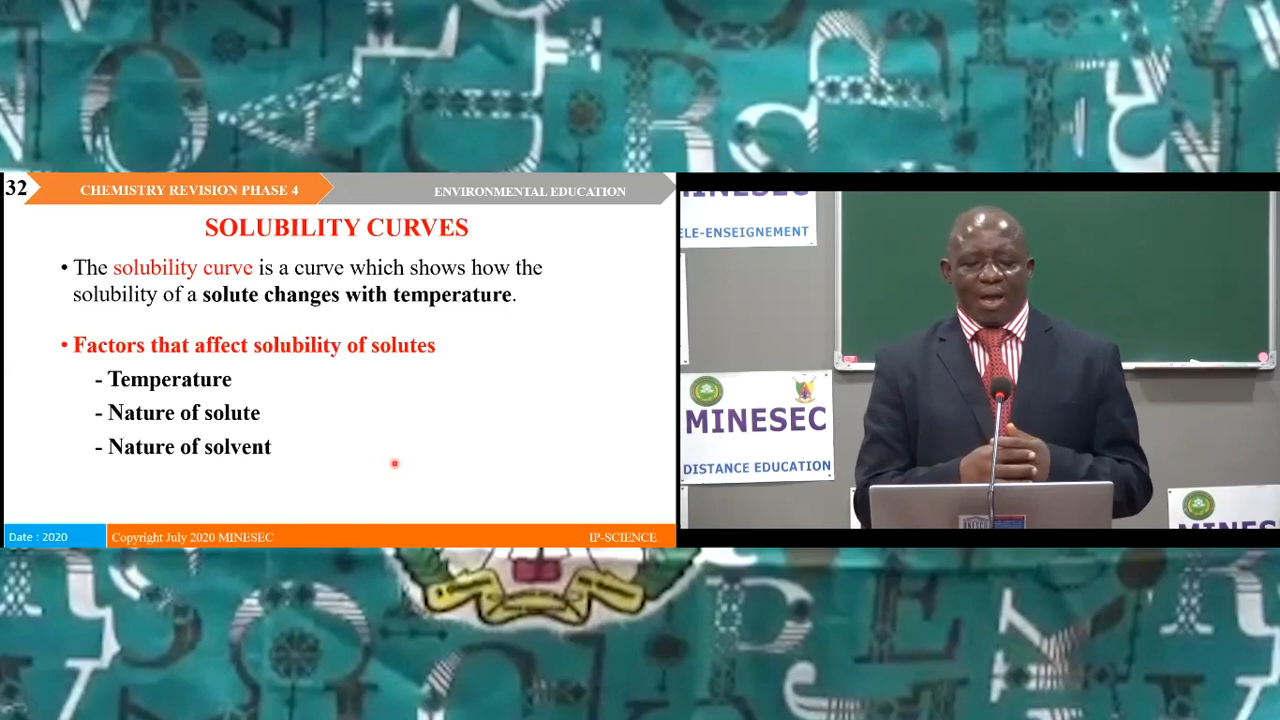 32
CHEMISTRY REVISION PHASE 4
ENVIRONMENTAL EDUCATION
SOLUBILITY CURVES
• The solubility curve is a curve which shows how the
solubility of a solute changes with temperature.
• Factors that affect solubility of solutes
- Temperature
- Nature of solute
- Nature of solvent
Date : 2020
Copyright July 2020 MINESEC
IP-SCIENCE
MINESEC
ELE-ENSEIGNEMENT
MINESEC
DISTANCE EDUCATION
MINES